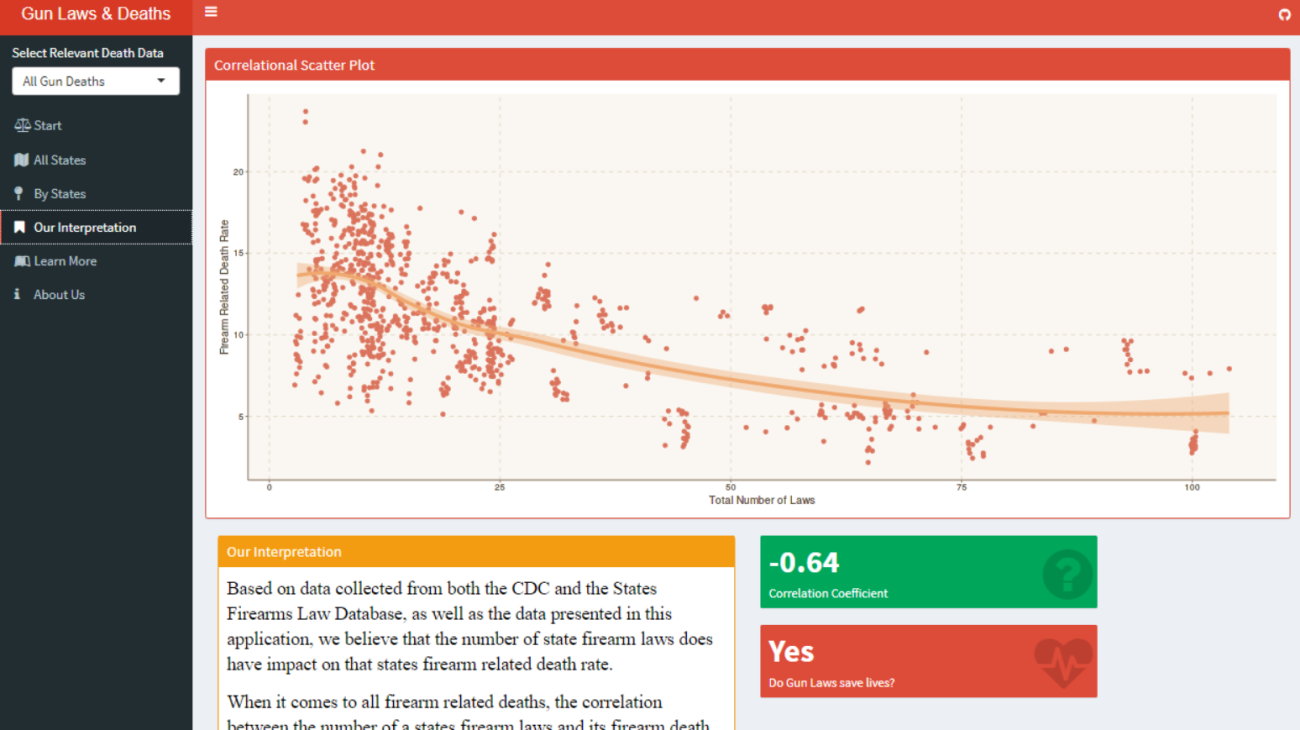 Gun Laws & Deaths
Select Relevant Death Data
All Gun Deaths
Start
All States
By States
Our Interpretation
Learn More
About Us
Correlational Scatter Plot
Firearm Related Death Rate
20
15
10
5
0
25
50
75
100
Total Number of Laws
Our Interpretation
Based on data collected from both the CDC and the States
Firearms Law Database, as well as the data presented in this
application, we believe that the number of state firearm laws does
have impact on that states firearm related death rate.
When it comes to all firearm related deaths, the correlation
between the number of a states firearm laws and its firearm death
-0.64
Correlation Coefficient
Yes
Do Gun Laws save lives?